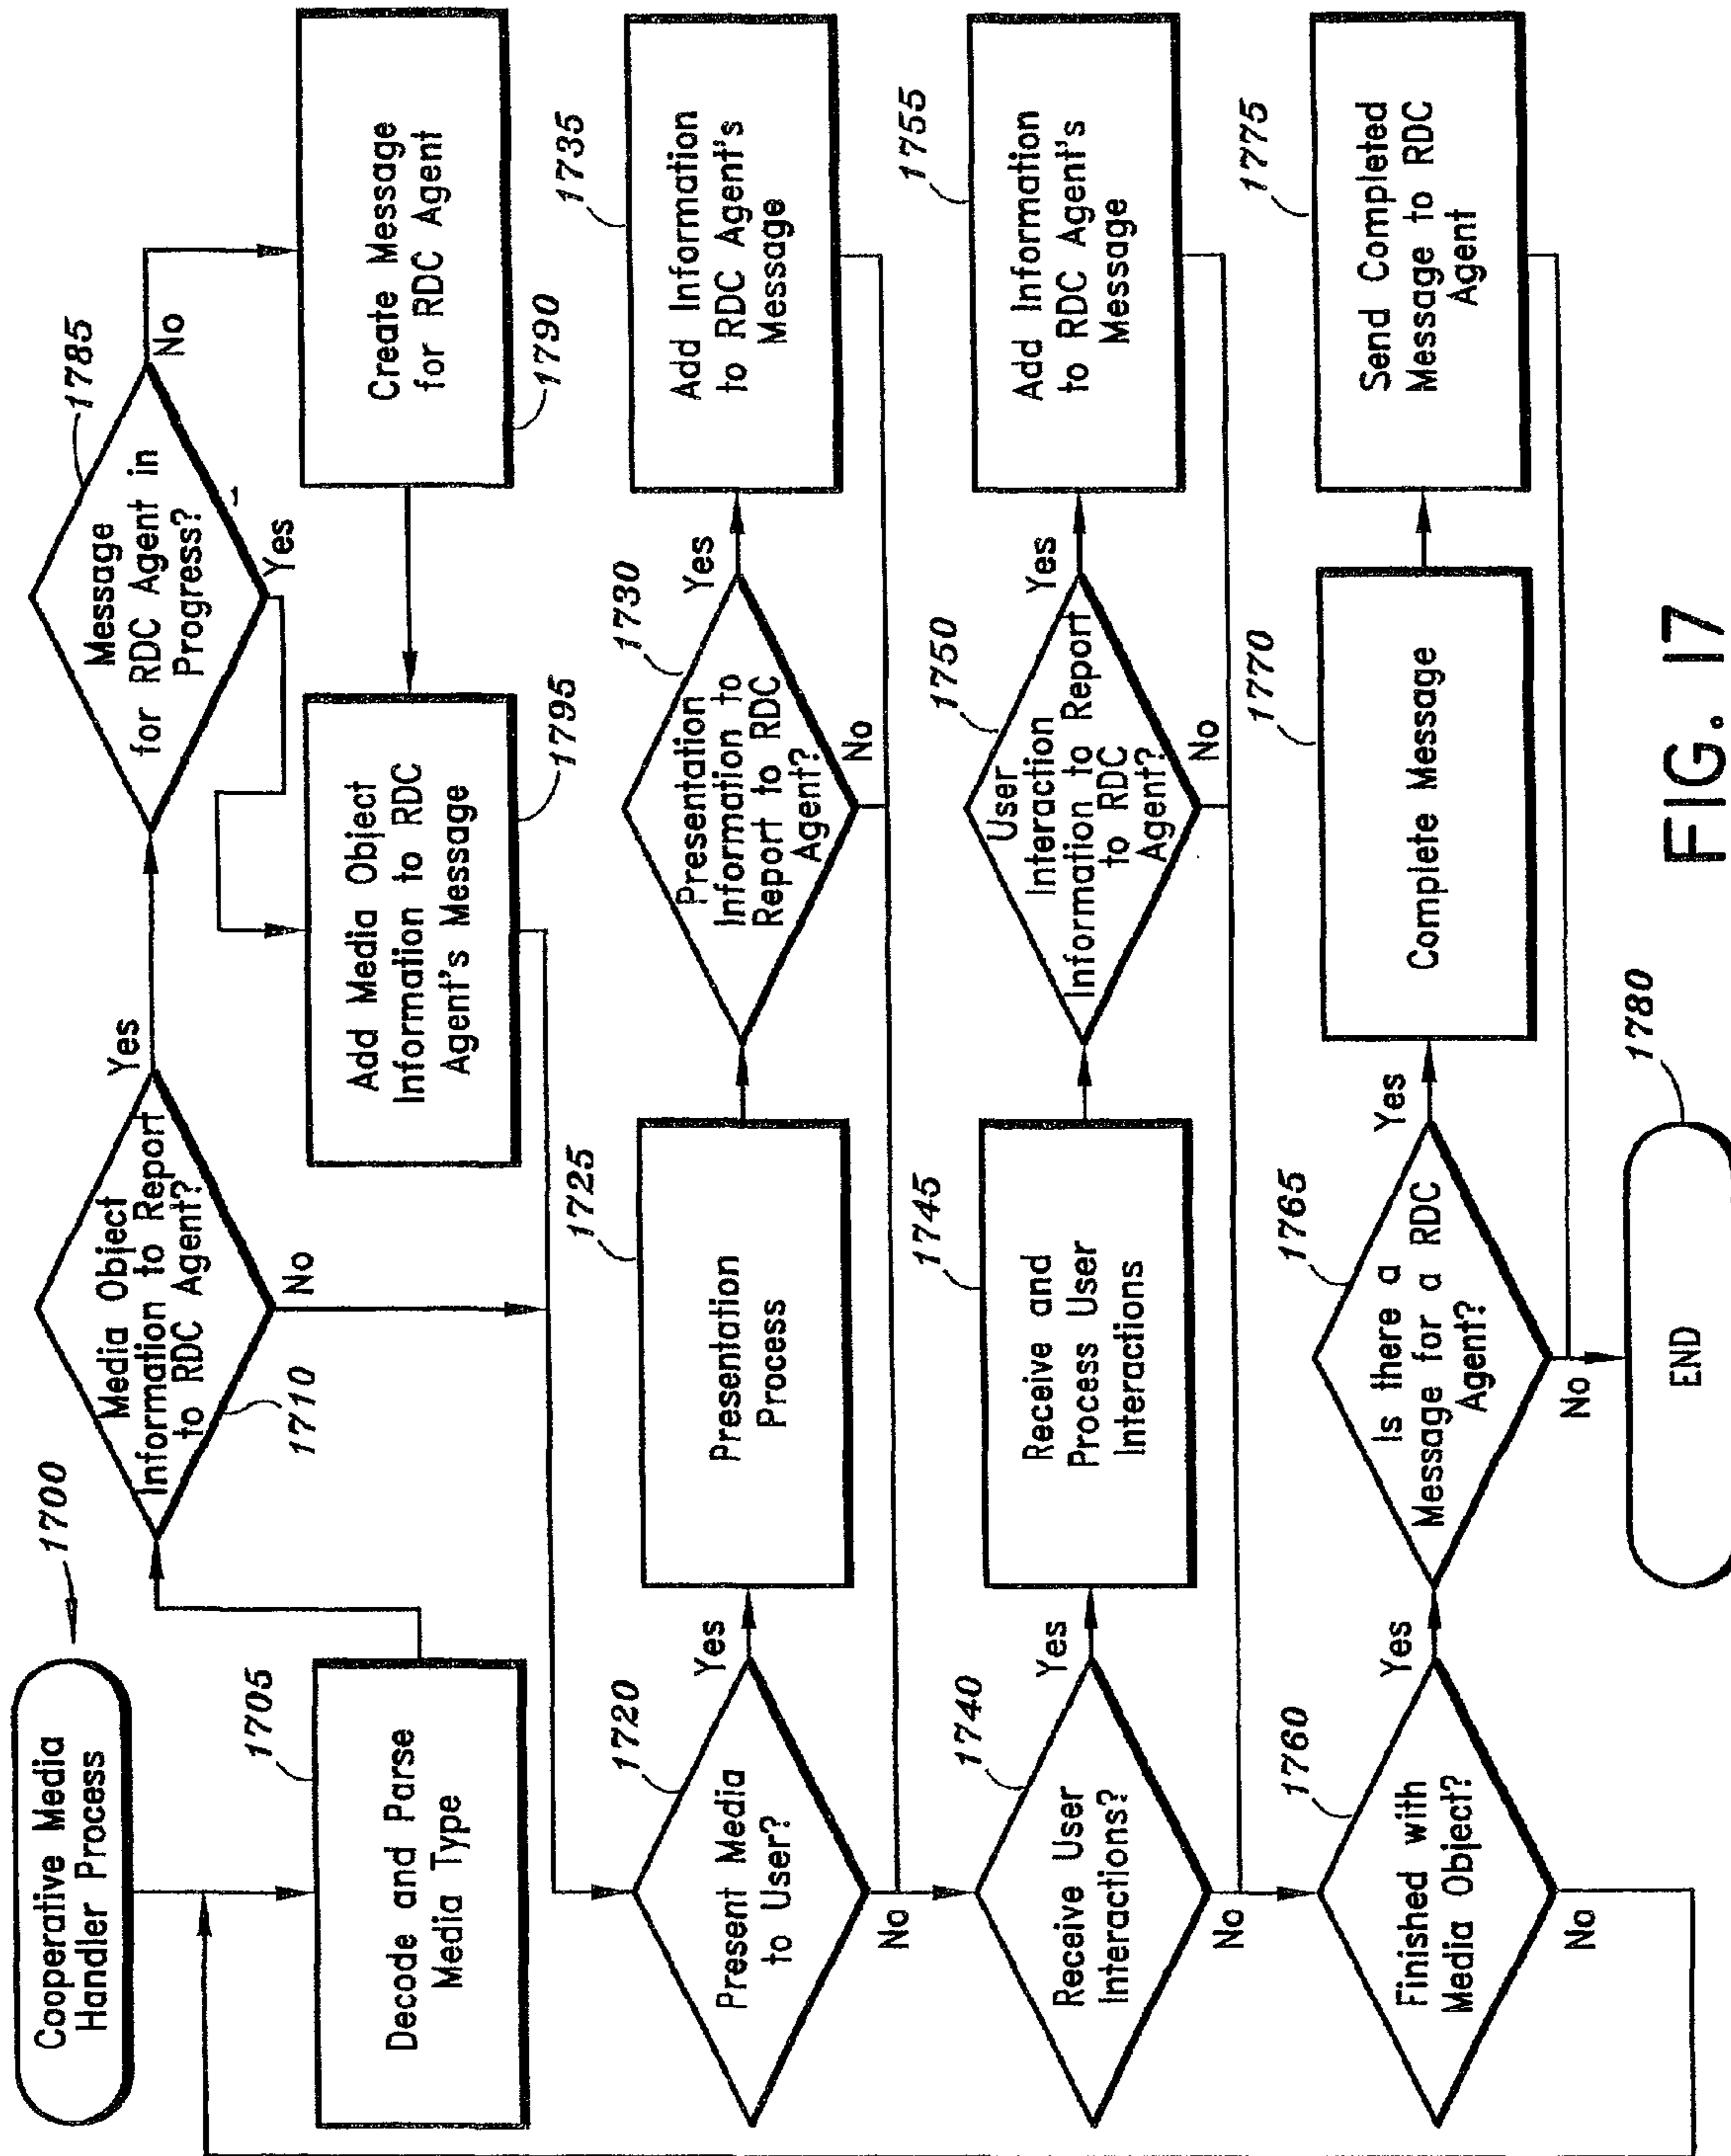 Cooperative Media
Handler Process
1700
Decode and Parse
Media Type
1705
Media Object
Information to Report
to RDC Agent?
1710
Yes
No
Message
for RDC Agent in
Progress?
1785
Yes
No
Create Message
for RDC Agent
1790
Add Media Object
Information to RDC
Agent's Message
1795
Present Media
to User?
1720
Yes
No
Presentation
Process
1725
Presentation
Information to
Report to RDC
Agent?
1730
Yes
No
Add Information
to RDC Agent's
Message
1735
Receive User
Interactions?
1740
Yes
No
Receive and
Process User
Interactions
1745
User
Interaction
Information to Report
to RDC
Agent?
1750
Yes
No
Add Information
to RDC Agent's
Message
1755
Finished with
Media Object?
1760
Yes
No
Is there a
Message for a RDC
Agent?
1765
Yes
No
Complete Message
1770
Send Completed
Message to RDC
Agent
1775
END
1780
FIG. 17